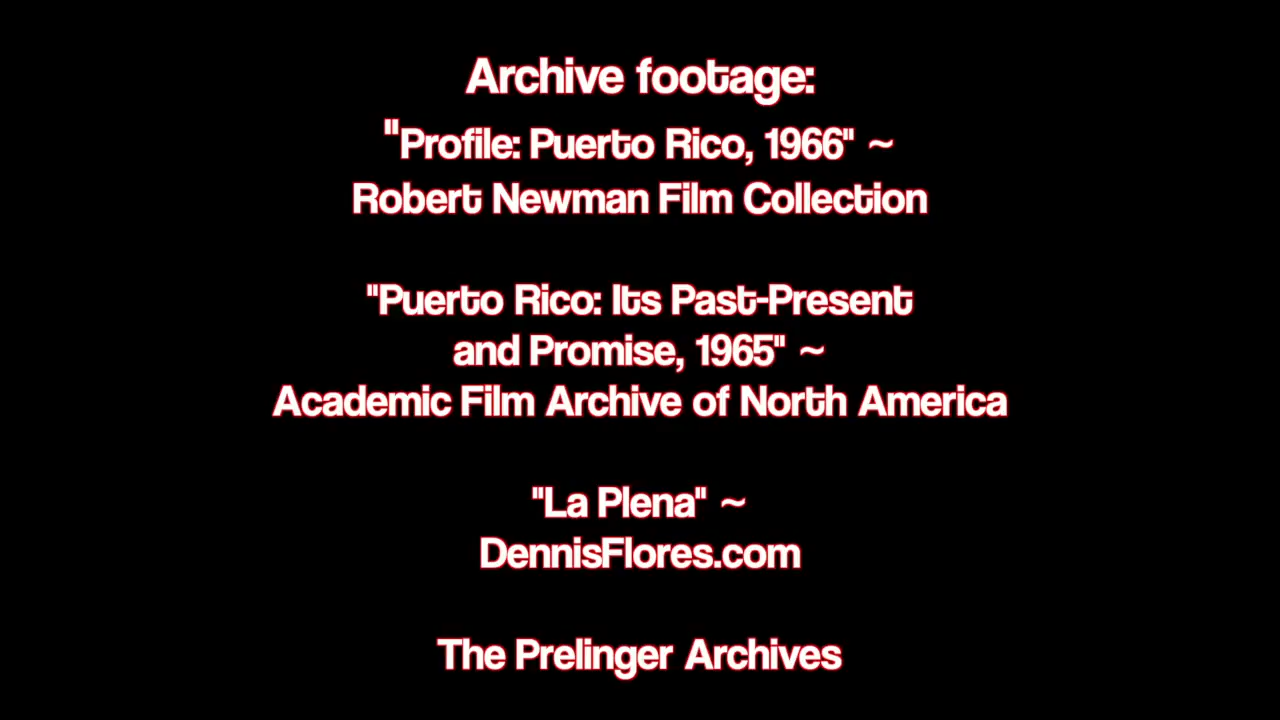 Archive footage:
"Profile: Puerto Rico, 1966" ~
Robert Newman Film Collection
"Puerto Rico: Its Past-Present
and Promise, 1965" ~
Academic Film Archive of North America
"La Plena" ~
DennisFlores.com
The Prelinger Archives